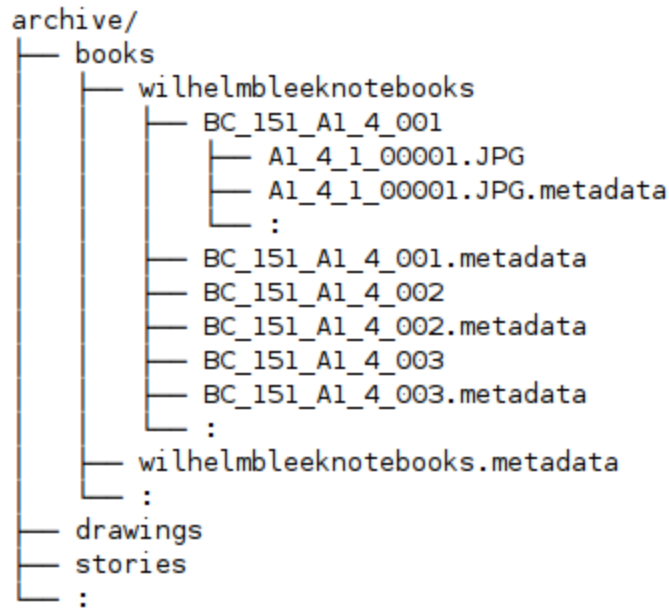 archive/
├── books
│   ├── wilhelmbleeknotebooks
│   │   ├── BC_151_A1_4_001
│   │   │   ├── A1_4_1_00001.JPG
│   │   │   ├── A1_4_1_00001.JPG.metadata
│   │   │   └── :
│   │   ├── BC_151_A1_4_001.metadata
│   │   ├── BC_151_A1_4_002
│   │   ├── BC_151_A1_4_002.metadata
│   │   ├── BC_151_A1_4_003
│   │   ├── BC_151_A1_4_003.metadata
│   │   └── :
│   ├── wilhelmbleeknotebooks.metadata
│   └── :
├── drawings
├── stories
└── :